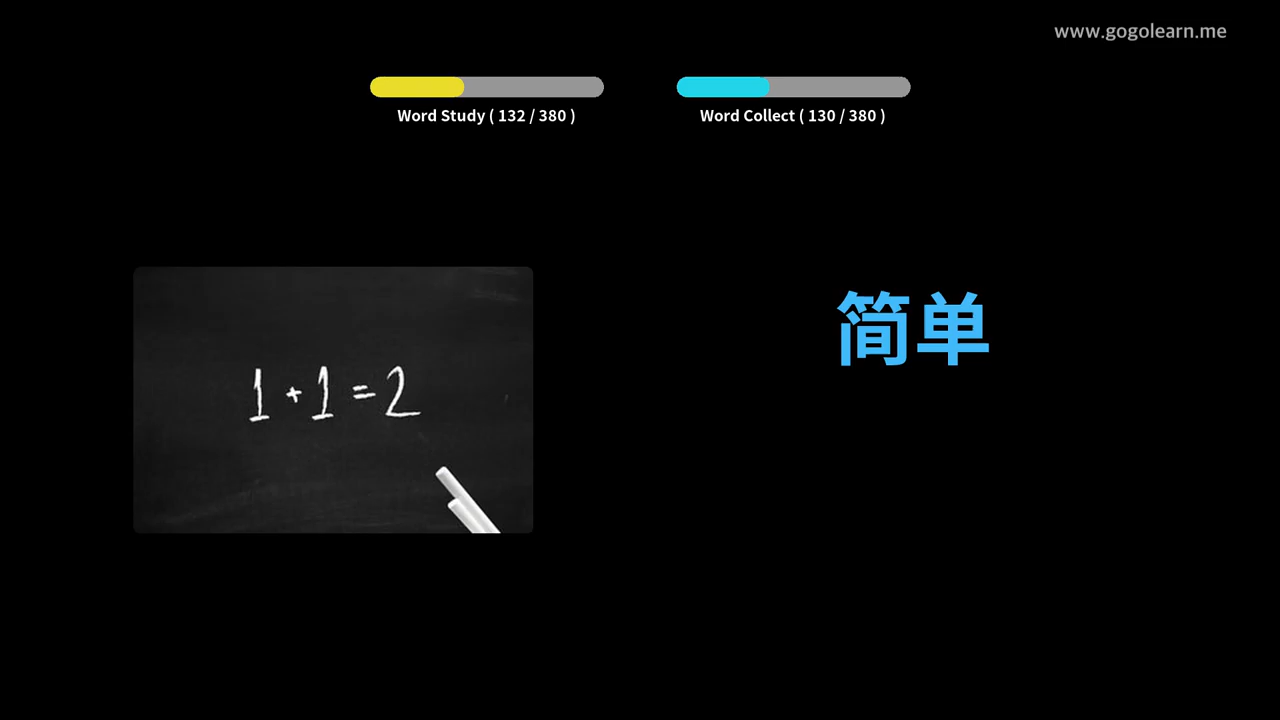 www.gogolearn.me
Word Study ( 132 / 380 )
Word Collect ( 130 / 380 )
简单
1 + 1 = 2